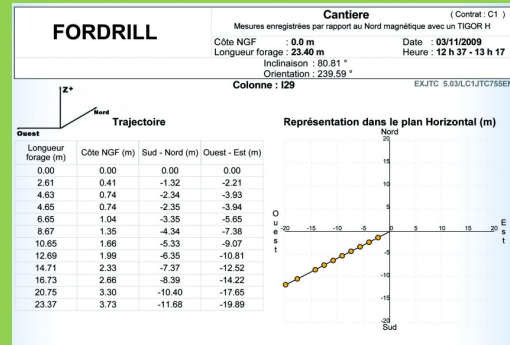 FORDRILL
Cantiere ( Contrat : C1 )
Mesures enregistrées par rapport au Nord magnétique avec un TIGOR H
Côte NGF : 0.0 m Date : 03/11/2009
Longueur forage : 23.40 m Heure : 12 h 37 - 13 h 17
Inclinaison : 80.81 °
Orientation : 239.59 °
Colonne : I29 EXJTC 5.03/LC1JTC755EM
Z+
Nord
Ouest
Trajectoire
Longueur forage (m) Côte NGF (m) Sud - Nord (m) Ouest - Est (m)
0.00 0.00 0.00 0.00
2.61 0.41 -1.32 -2.21
4.63 0.74 -2.34 -3.93
4.65 0.74 -2.35 -3.94
6.65 1.04 -3.35 -5.65
8.67 1.35 -4.34 -7.38
10.65 1.66 -5.33 -9.07
12.69 1.99 -6.35 -10.81
14.71 2.33 -7.37 -12.52
16.73 2.66 -8.39 -14.22
20.75 3.30 -10.40 -17.65
23.37 3.73 -11.68 -19.89
Représentation dans le plan Horizontal (m)
Nord
20
15
10
5
Ouest -20 -15 -10 -5 0 5 10 15 20 Est
-5
-10
-15
-20
Sud